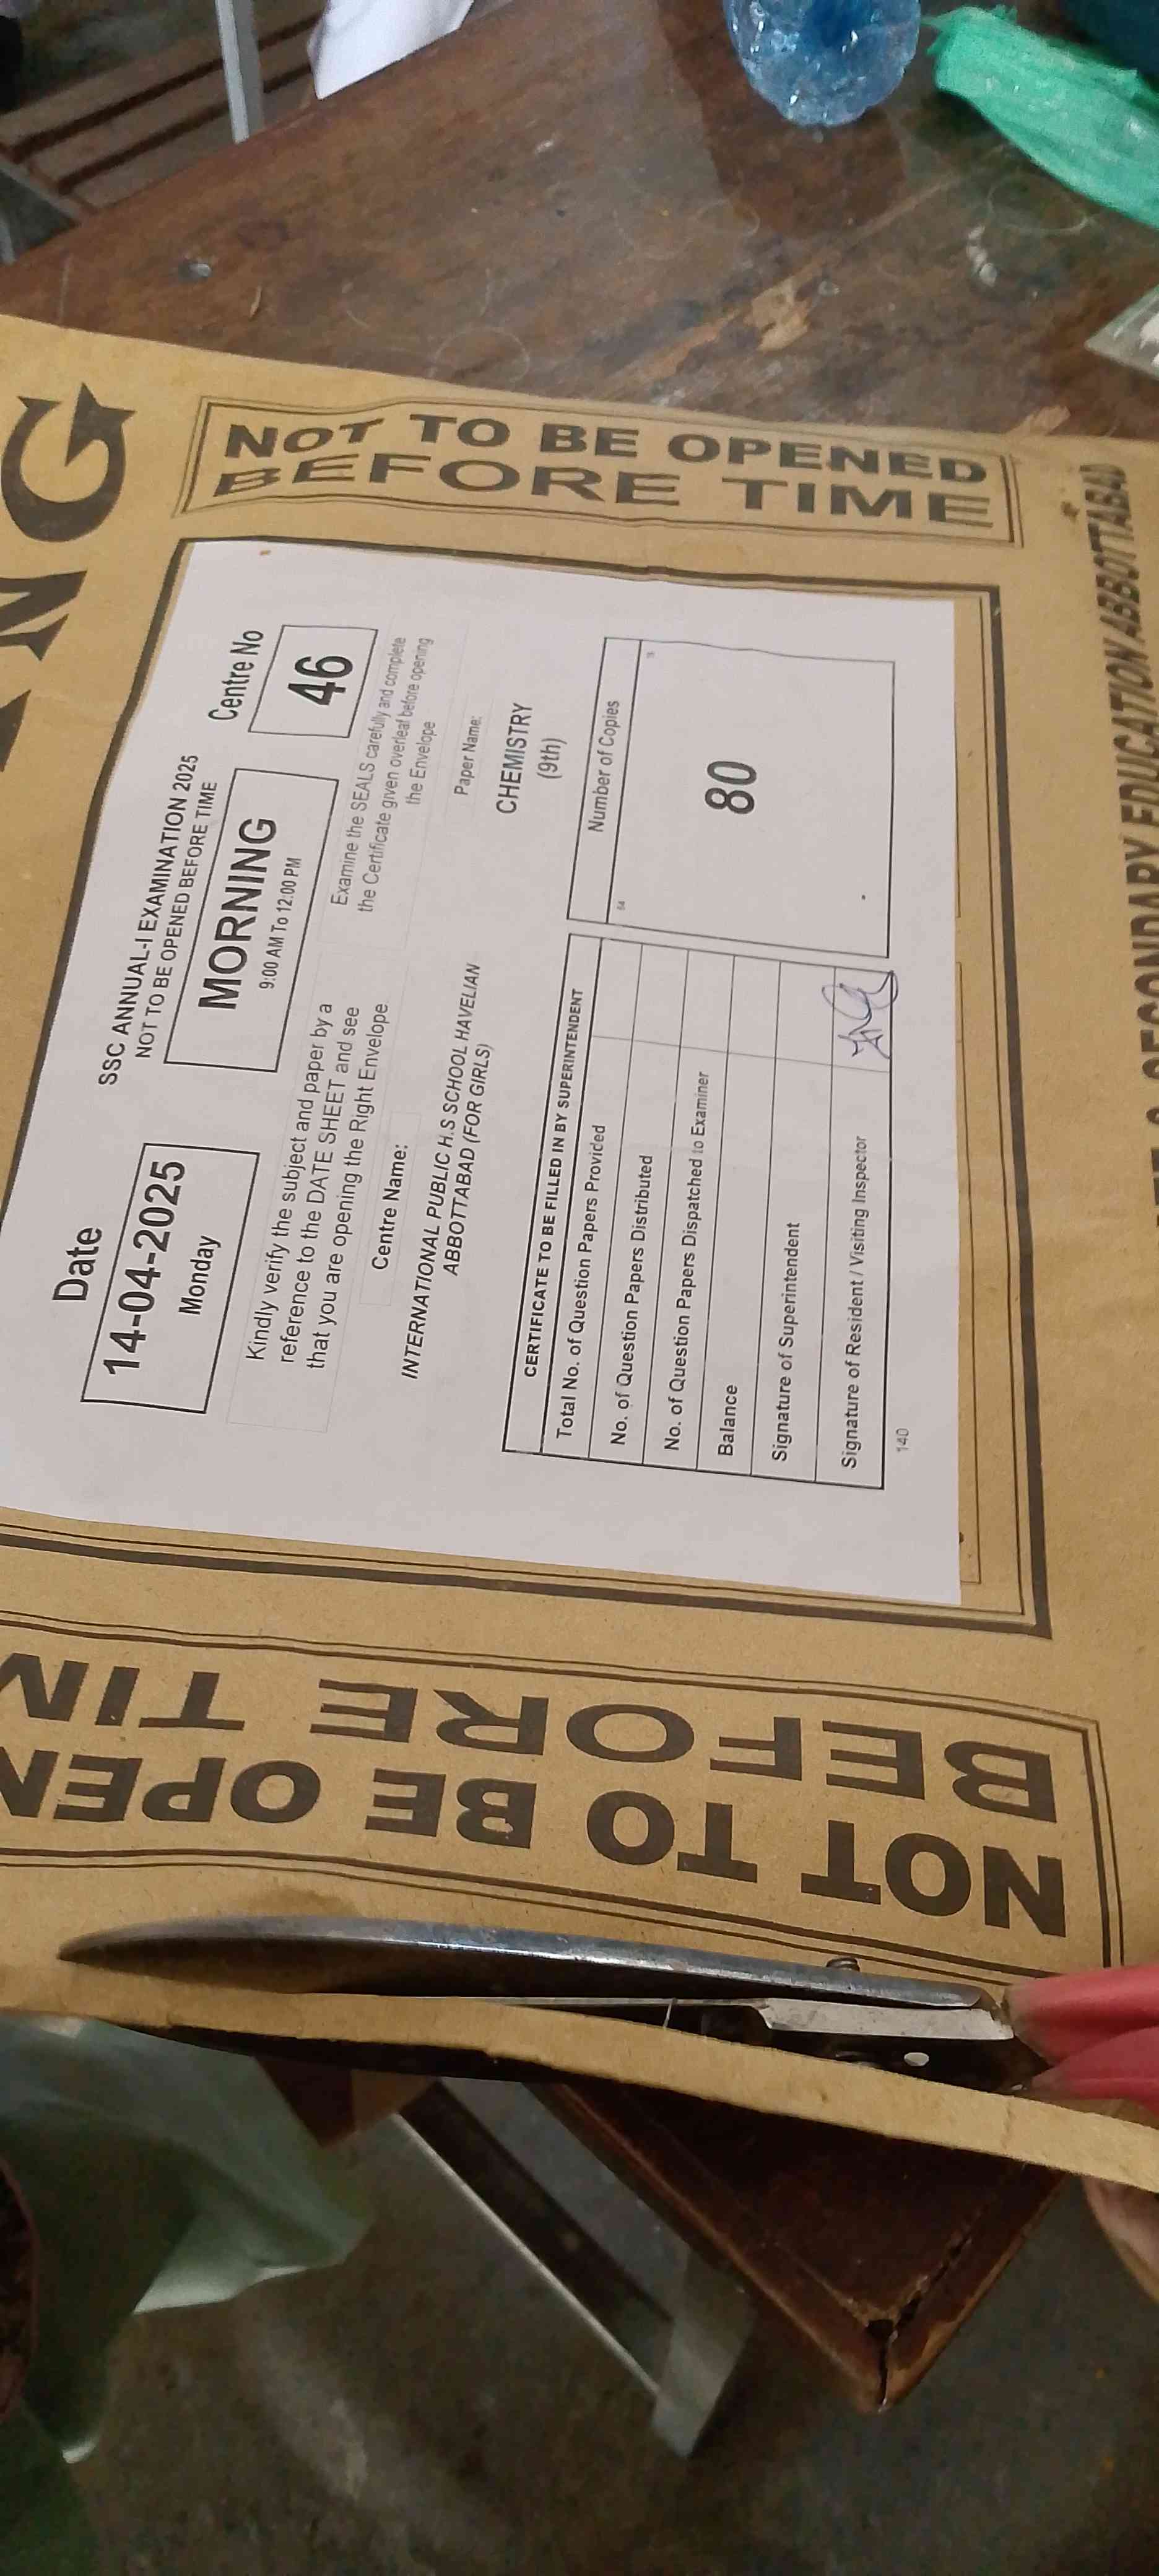 NG
NOT TO BE OPENED
BEFORE TIME
Date
14-04-2025
Monday
SSC ANNUAL-I EXAMINATION 2025
NOT TO BE OPENED BEFORE TIME
MORNING
9:00 AM To 12:00 PM
Centre No
46
Kindly verify the subject and paper by a
reference to the DATE SHEET and see
that you are opening the Right Envelope
Examine the SEALS carefully and complete
the Certificate given overleaf before opening
the Envelope
Centre Name:
INTERNATIONAL PUBLIC H.S SCHOOL HAVELIAN
ABBOTTABAD (FOR GIRLS)
Paper Name:
CHEMISTRY
(9th)
CERTIFICATE TO BE FILLED IN BY SUPERINTENDENT
Total No. of Question Papers Provided
No. of Question Papers Distributed
No. of Question Papers Dispatched to Examiner
Balance
Signature of Superintendent
Signature of Resident / Visiting Inspector
Number of Copies
80
140
SECONDARY EDUCATION ABBOTTABAD
NOT TO BE OPEN
BEFORE TIM